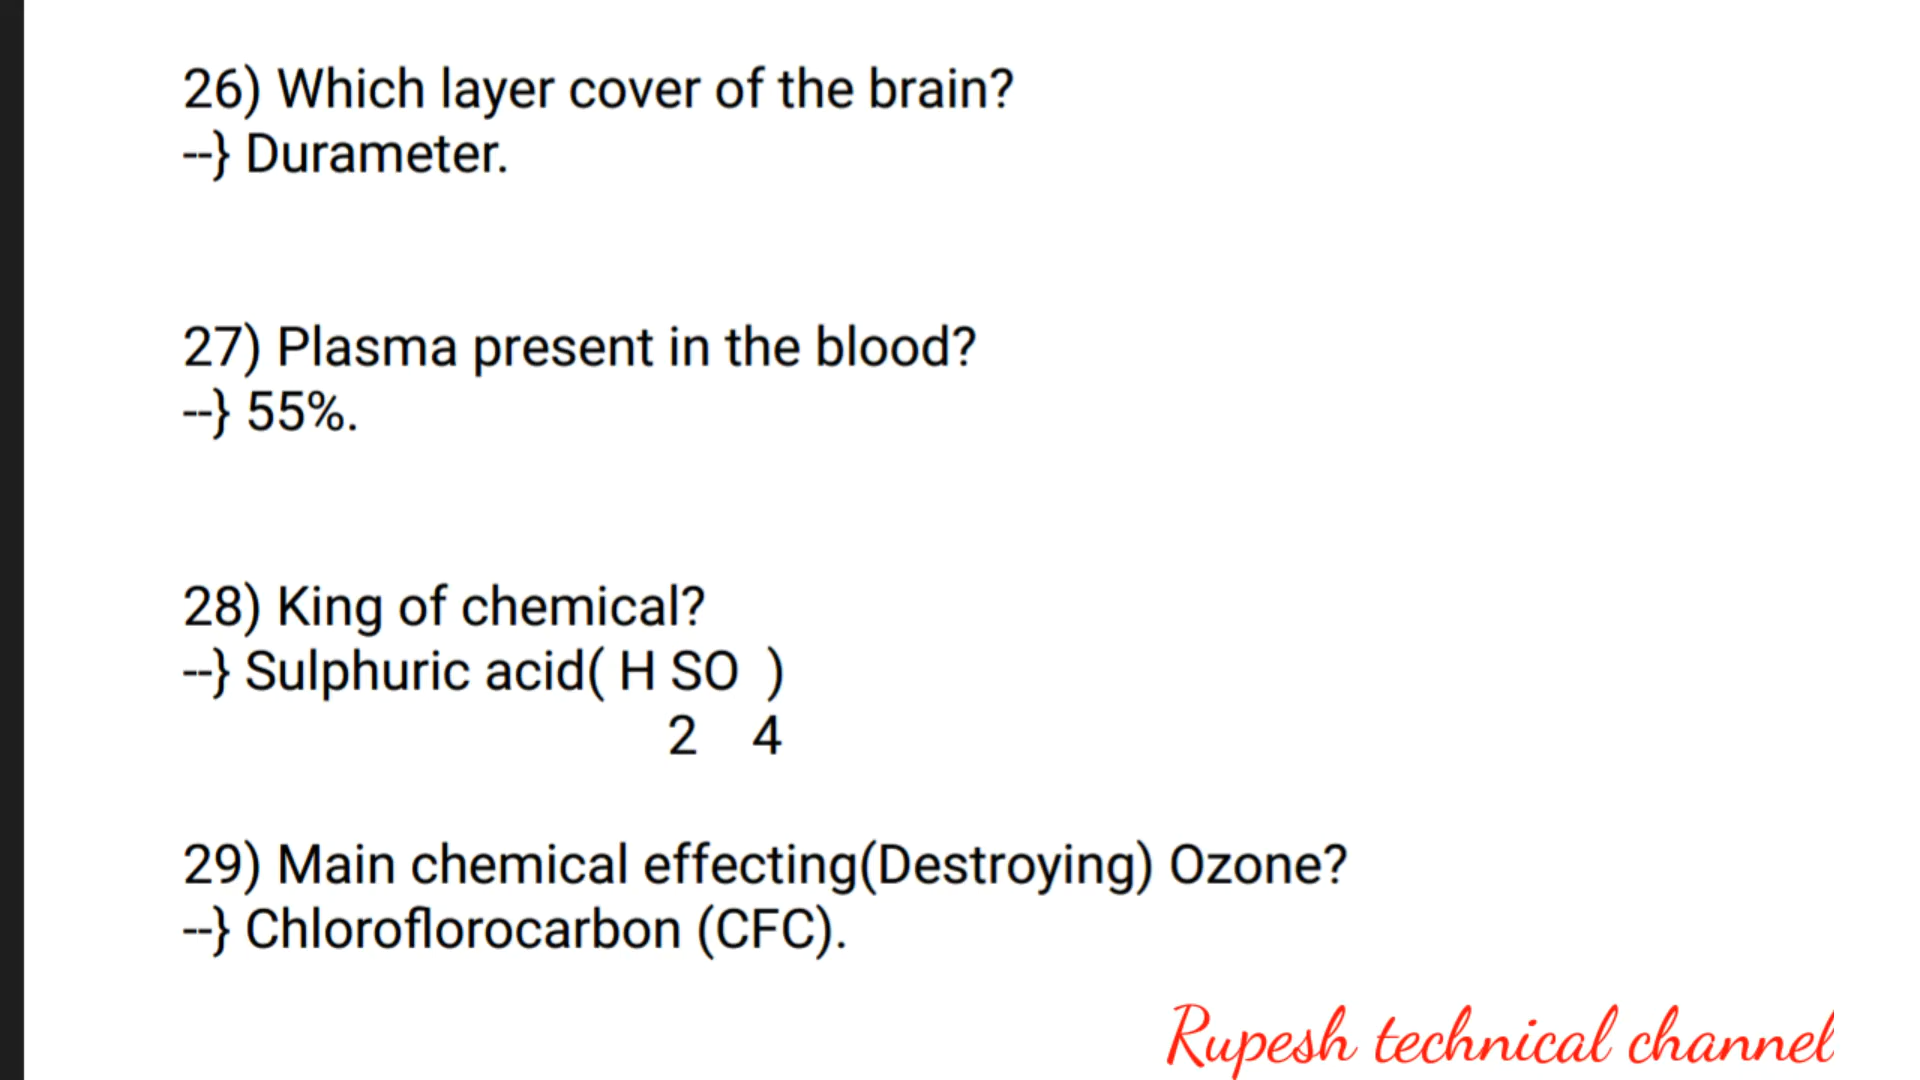 26) Which layer cover of the brain?
--} Durameter.
27) Plasma present in the blood?
--} 55%.
28) King of chemical?
--} Sulphuric acid( H SO )
2 4
29) Main chemical effecting(Destroying) Ozone?
--} Chloroflorocarbon (CFC).
Rupesh technical channel